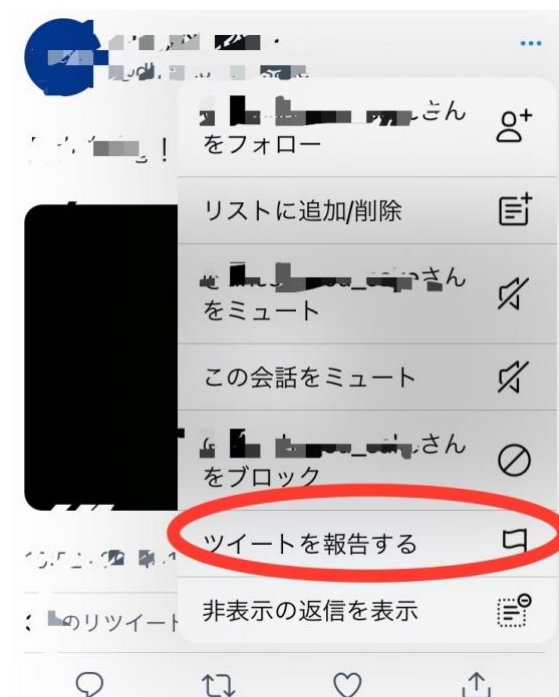 ！
さん
をフォロー
リストに追加/削除
さん
をミュート
この会話をミュート
さん
をブロック
ツイートを報告する
のリツイート
非表示の返信を表示